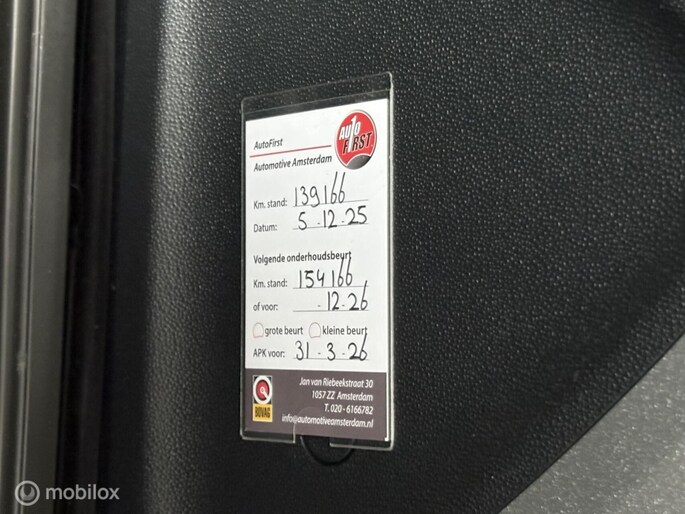 AutoFirst
AUTO FIRST
Automotive Amsterdam
Km. stand: 139166
Datum: 5 - 12 - 25
Volgende onderhoudsbeurt
Km. stand: 154166
of voor: - 12 - 26
grote beurt kleine beurt
APK voor: 31 - 3 - 26
Jan van Riebeekstraat 30
1057 ZZ Amsterdam
T. 020 - 6166782
info@automotiveamsterdam.nl
BOVAG
mobilox